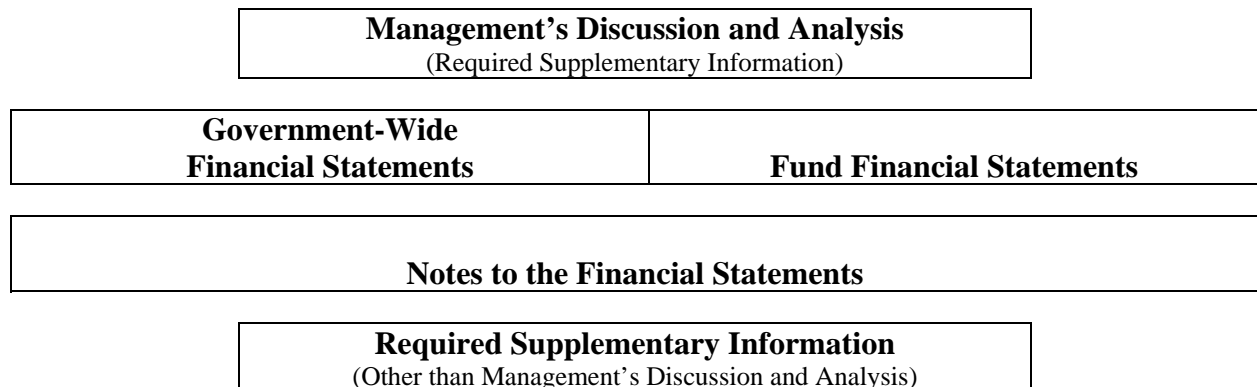 Management’s Discussion and Analysis
(Required Supplementary Information)
Government-Wide
Financial Statements
Fund Financial Statements
Notes to the Financial Statements
Required Supplementary Information
(Other than Management’s Discussion and Analysis)